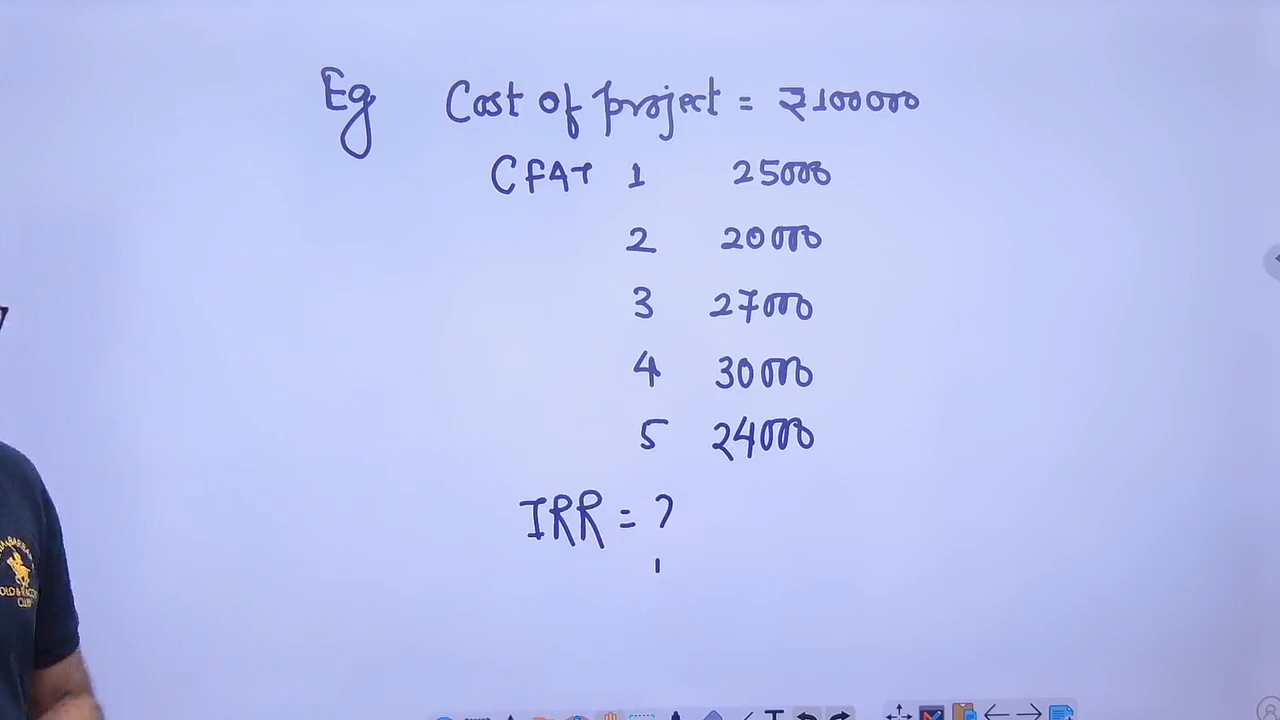 Eg Cost of project = ₹100000
CFAT 1 25000
2 20000
3 27000
4 30000
5 24000
IRR = ?